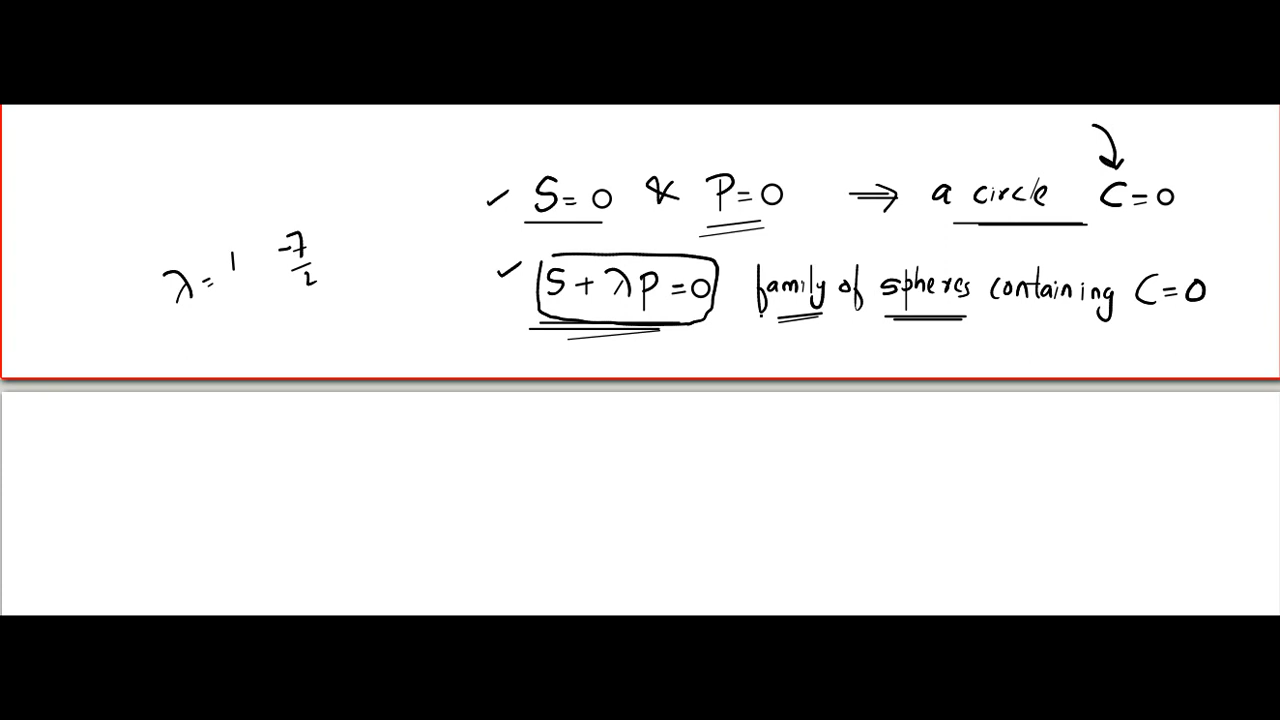 ✓ S = 0 & P = 0 ⟹ a circle C = 0
λ = 1 -7/2
✓ S + λP = 0 family of spheres containing C = 0